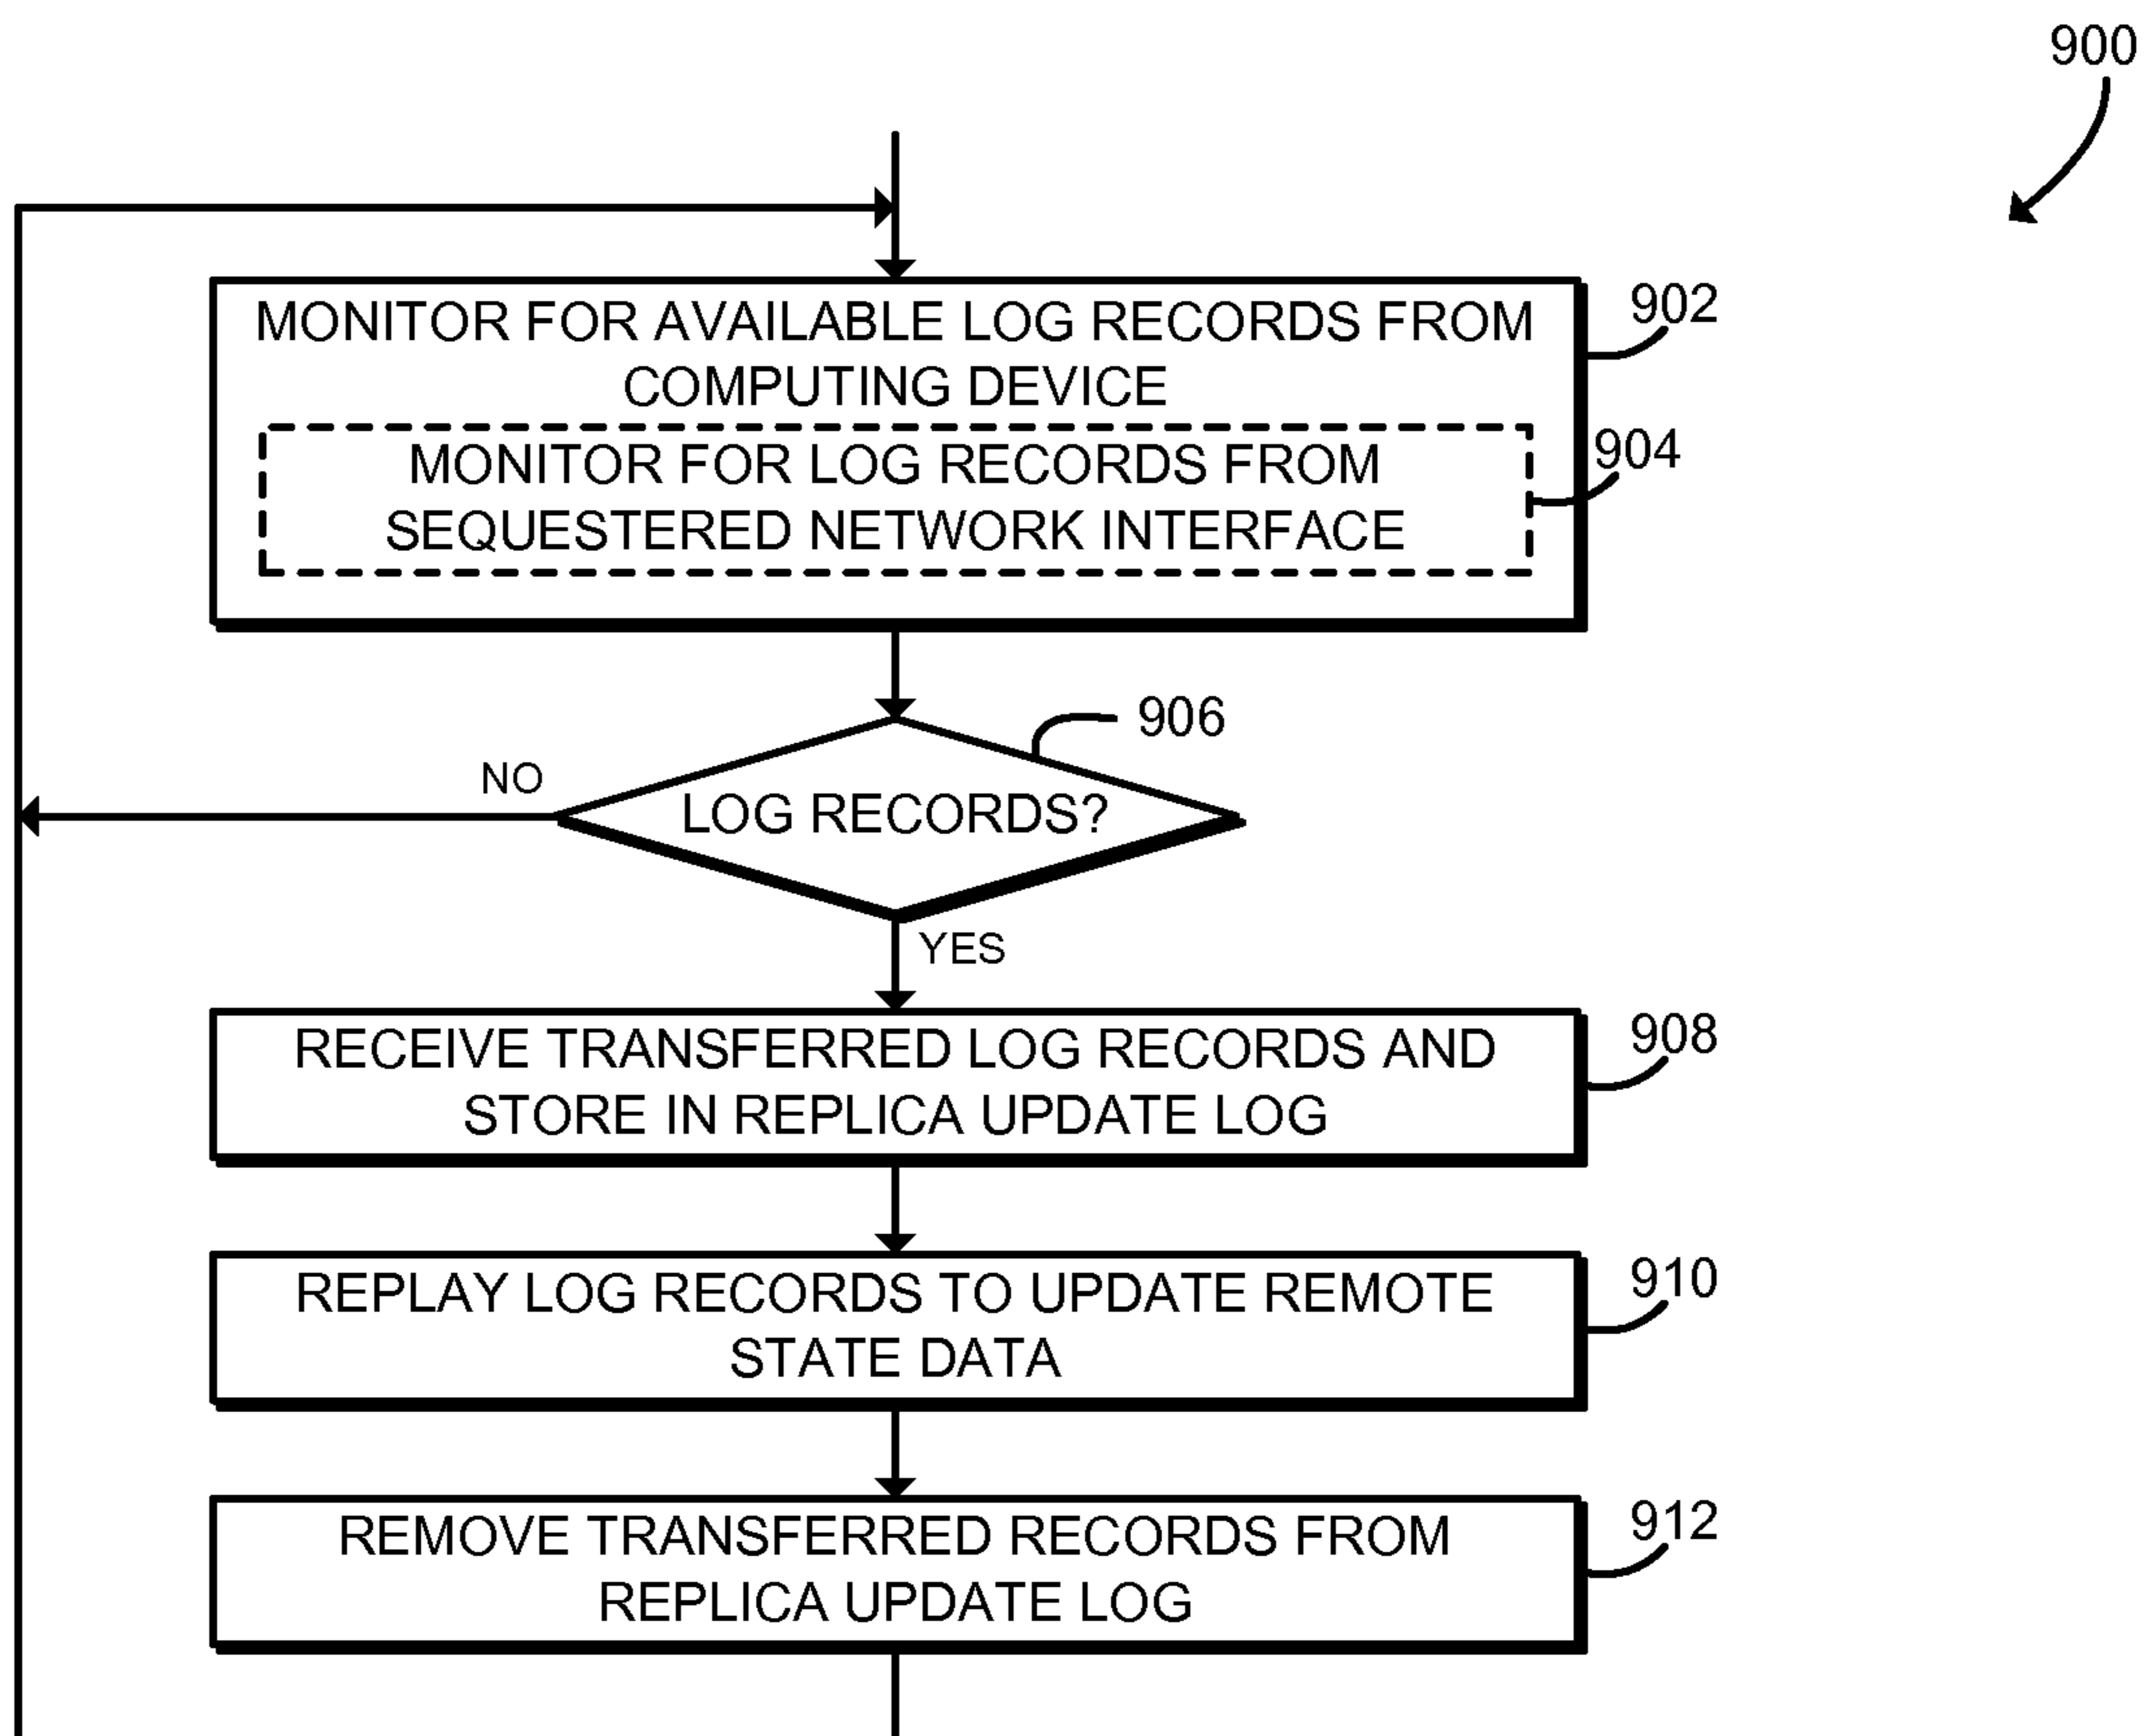 900
MONITOR FOR AVAILABLE LOG RECORDS FROM
COMPUTING DEVICE
902
MONITOR FOR LOG RECORDS FROM
SEQUESTERED NETWORK INTERFACE
904
906
NO
LOG RECORDS?
YES
RECEIVE TRANSFERRED LOG RECORDS AND
STORE IN REPLICA UPDATE LOG
908
REPLAY LOG RECORDS TO UPDATE REMOTE
STATE DATA
910
REMOVE TRANSFERRED RECORDS FROM
REPLICA UPDATE LOG
912